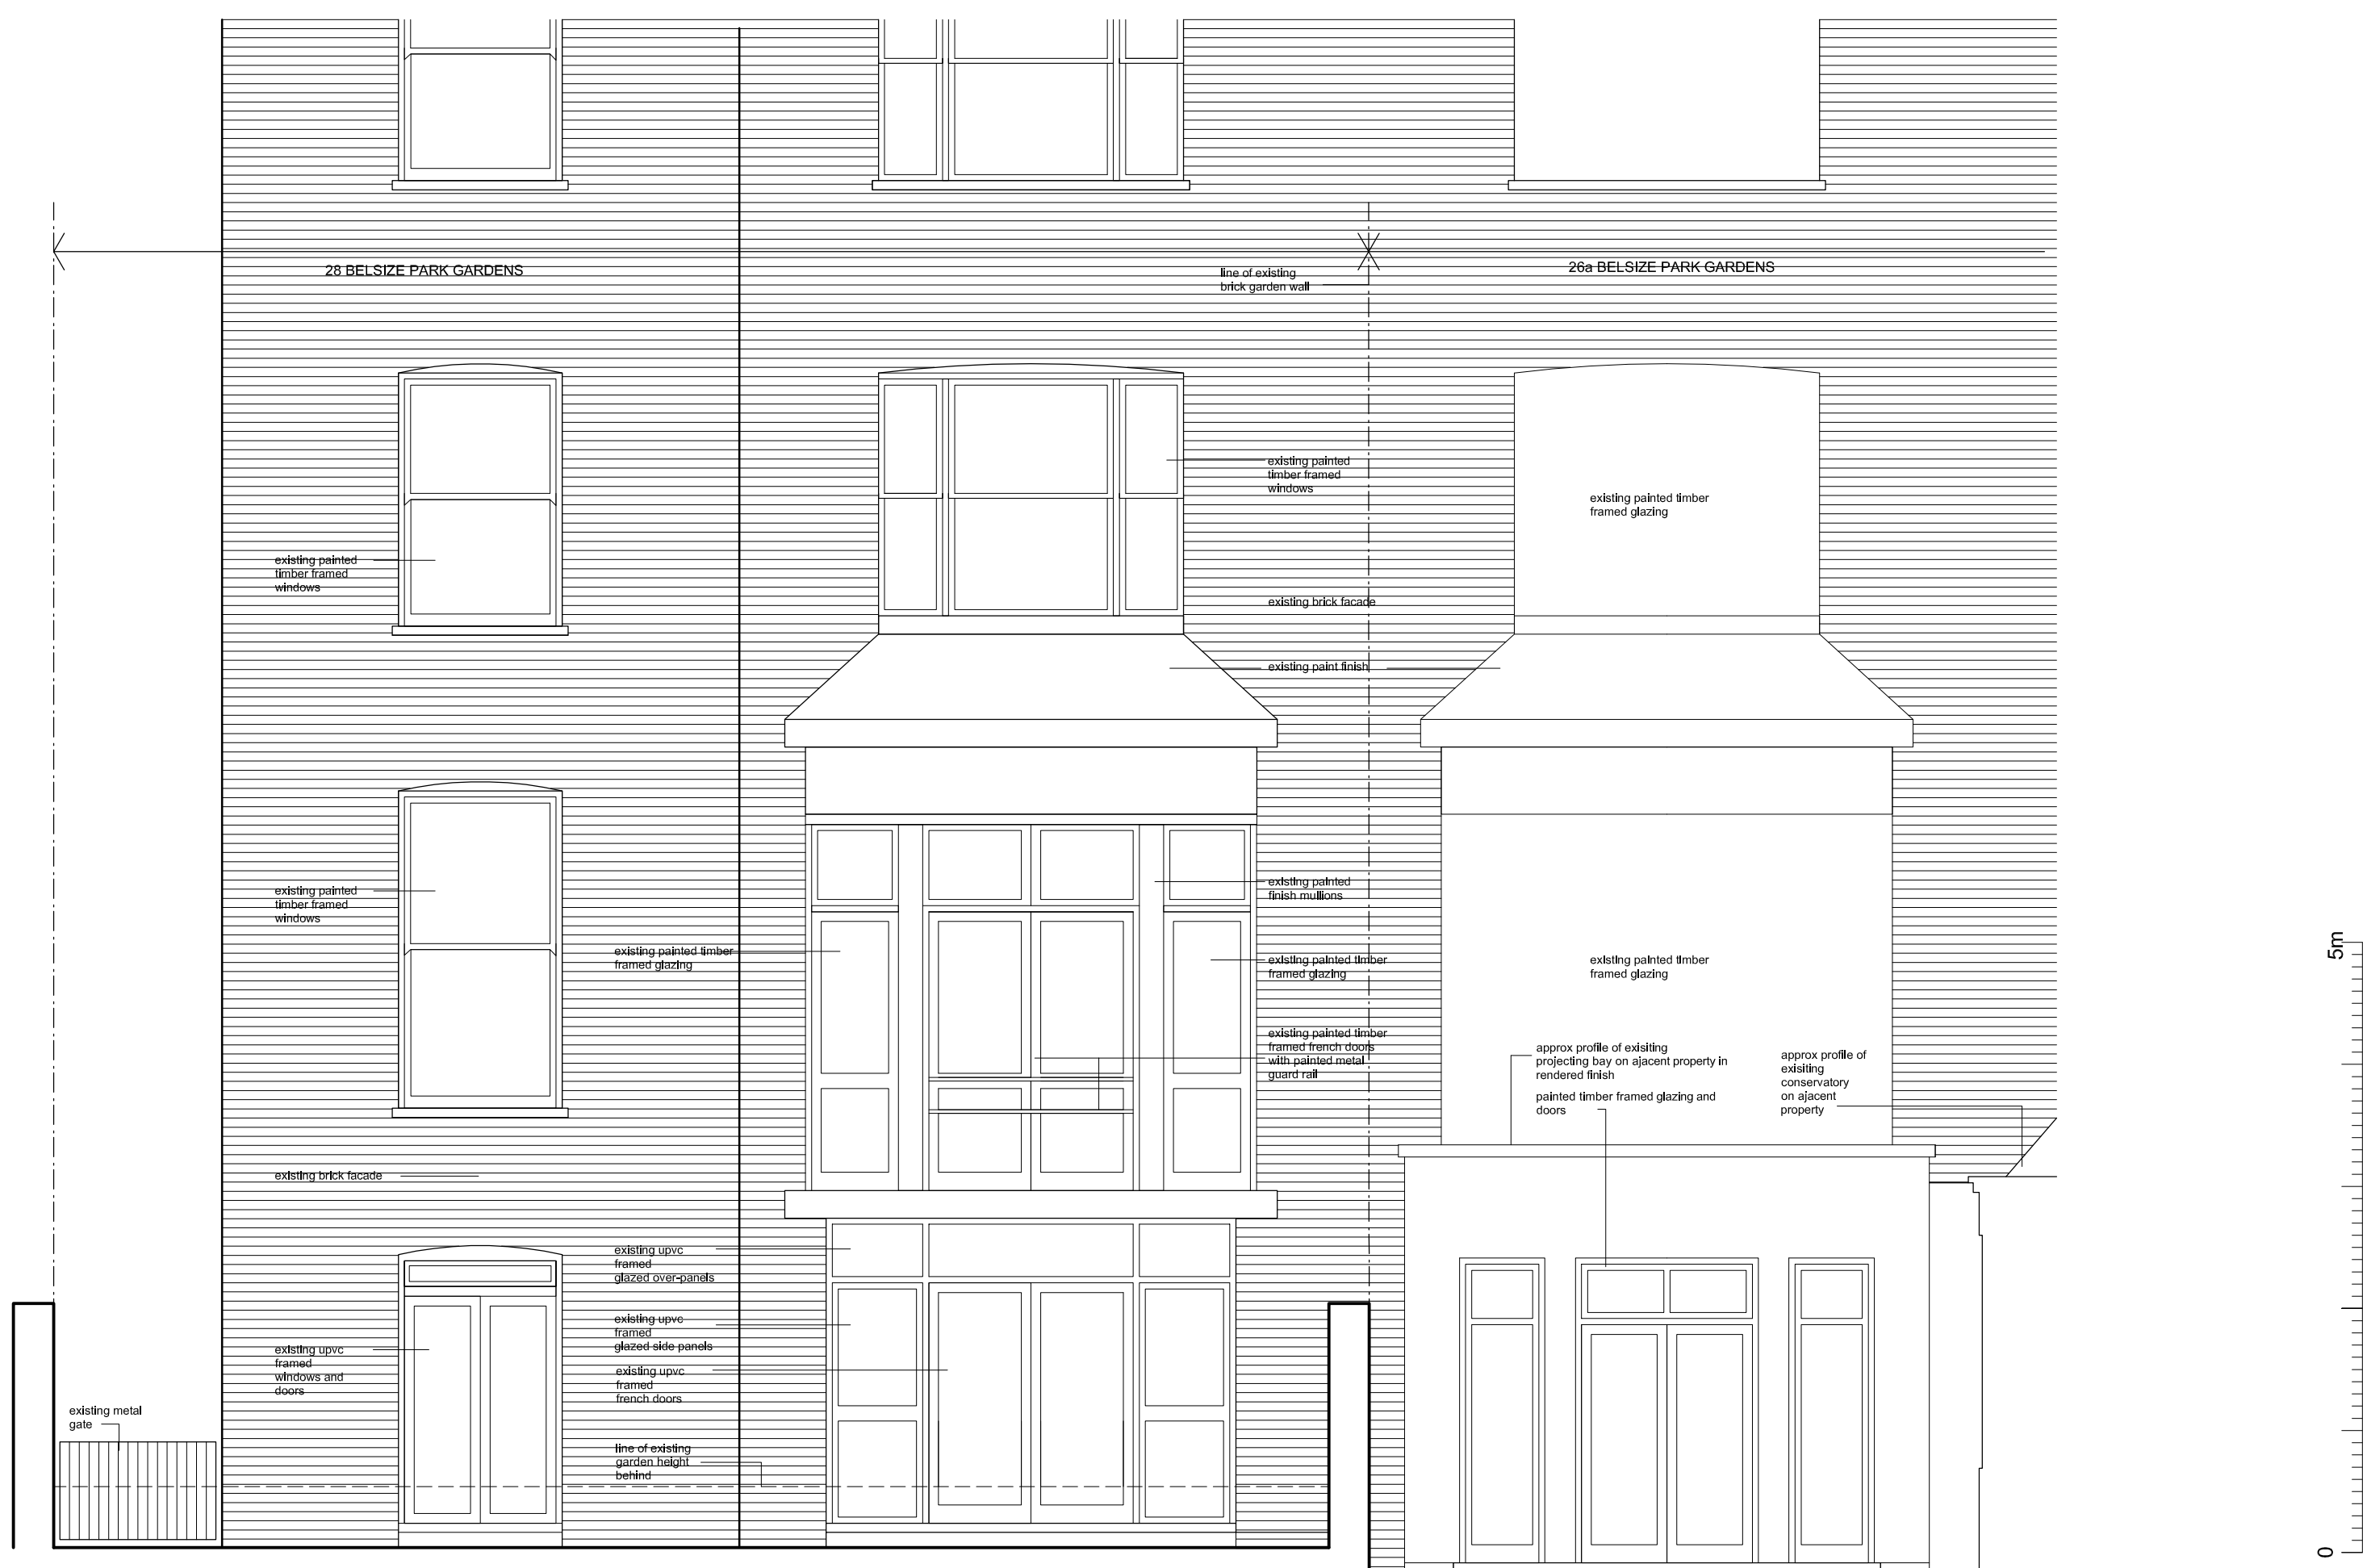 28 BELSIZE PARK GARDENS
line of existing
brick garden wall
26a BELSIZE PARK GARDENS
existing painted
timber framed
windows
existing painted timber
framed glazing
existing painted
timber framed
windows
existing brick facade
existing paint finish
existing painted
finish mullions
existing painted
timber framed
windows
existing painted timber
framed glazing
existing painted timber
framed glazing
existing painted timber
framed glazing
5m
existing painted timber
framed french doors
with painted metal
guard rail
approx profile of exisiting
projecting bay on ajacent property in
rendered finish
approx profile of
exisiting
conservatory
on ajacent
property
painted timber framed glazing and
doors
existing brick facade
existing upvc
framed
glazed over-panels
existing upvc
framed
glazed side panels
existing upvc
framed
windows and
doors
existing upvc
framed
french doors
existing metal
gate
line of existing
garden height
behind
0